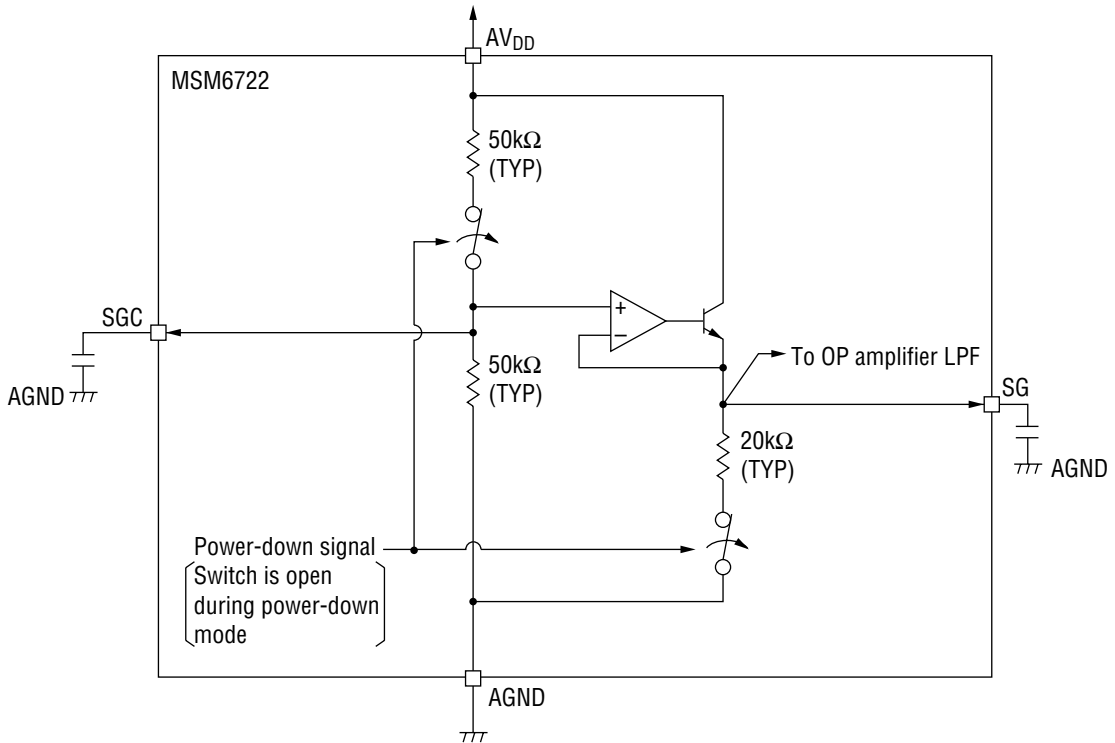 AVDD
MSM6722
50kΩ
(TYP)
+
SGC
−
To OP amplifier LPF
50kΩ
(TYP)
AGND
SG
20kΩ
(TYP)
AGND
Power-down signal
Switch is open
during power-down
mode
AGND